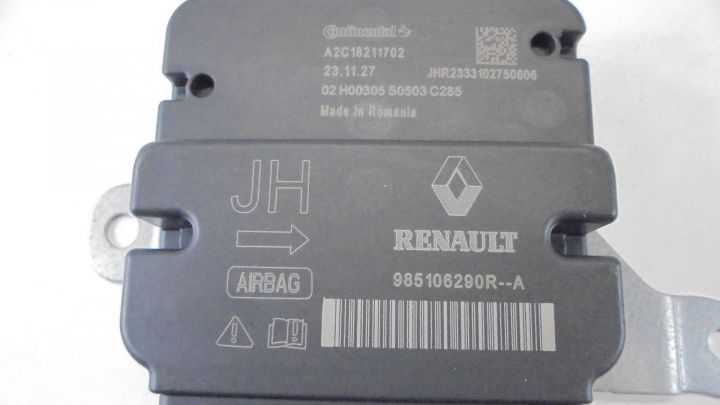 Continental
A2C18211702
23.11.27
JHR2333102750606
02 H00305 S0503 C285
Made in Romania
JH
RENAULT
AIRBAG
985106290R--A